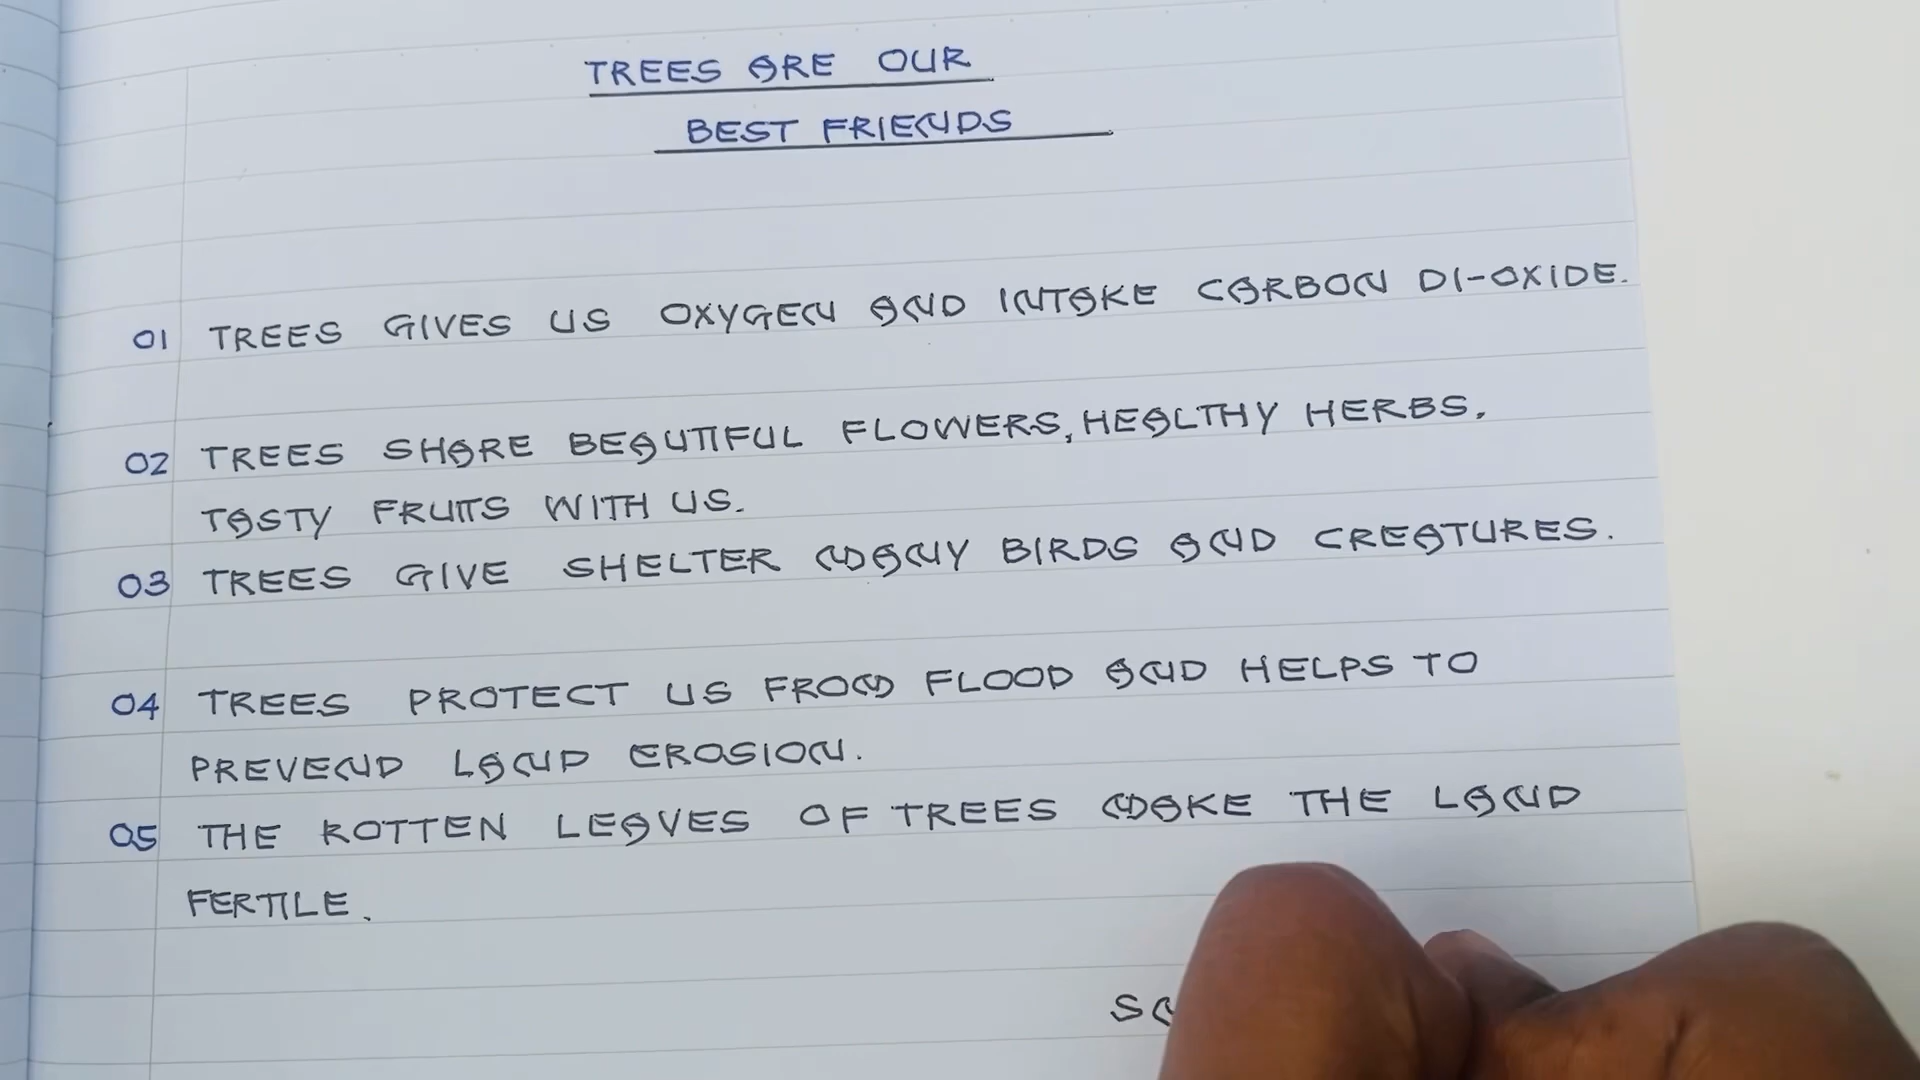 TREES ARE OUR
BEST FRIENDS
01 TREES GIVES US OXYGEN AND INTAKE CARBON DI-OXIDE.
02 TREES SHARE BEAUTIFUL FLOWERS, HEALTHY HERBS.
TASTY FRUITS WITH US.
03 TREES GIVE SHELTER MANY BIRDS AND CREATURES.
04 TREES PROTECT US FROM FLOOD AND HELPS TO
PREVEND LAND EROSION.
05 THE ROTTEN LEAVES OF TREES MAKE THE LAND
FERTILE.